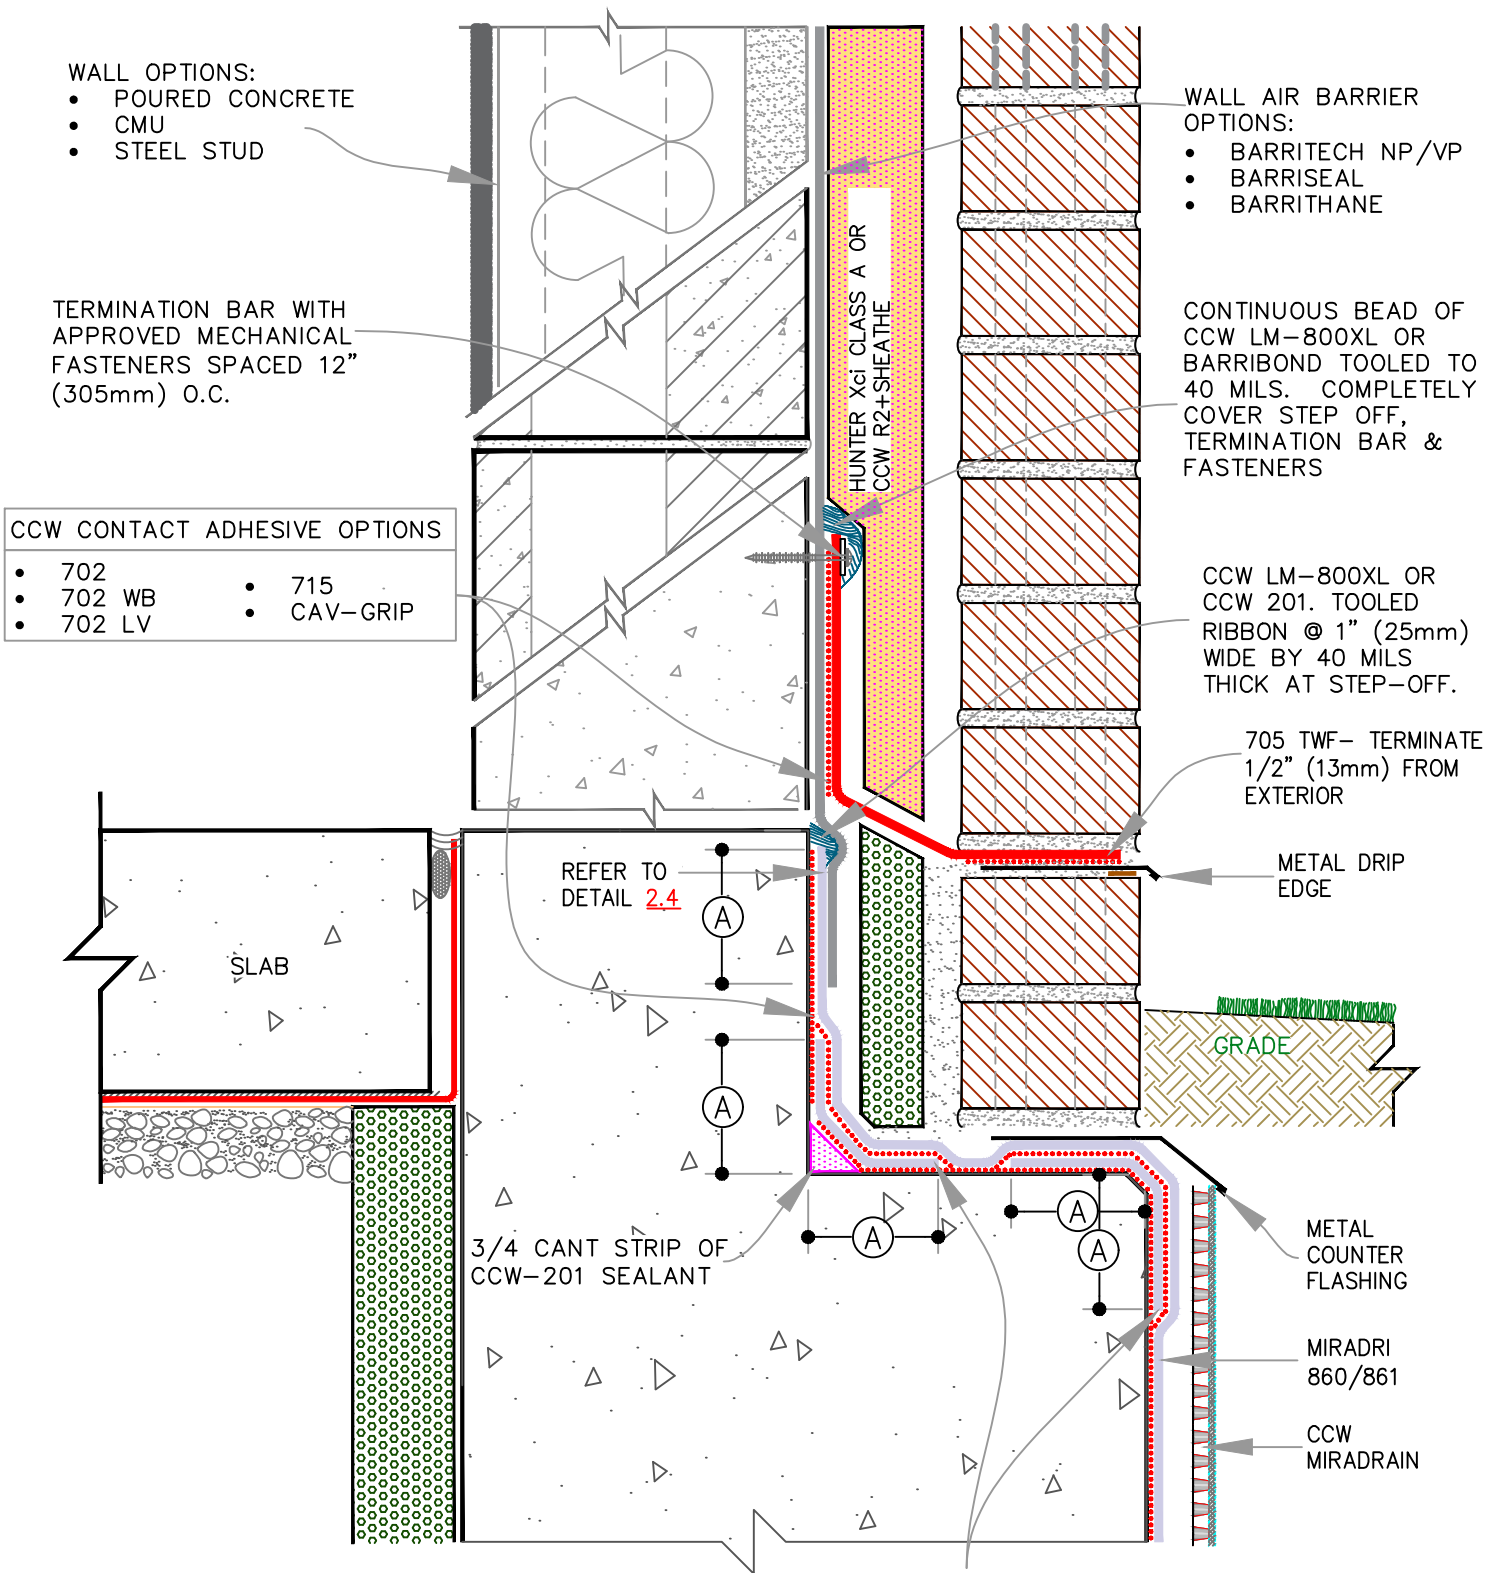 WALL OPTIONS:
• POURED CONCRETE
• CMU
• STEEL STUD
TERMINATION BAR WITH
APPROVED MECHANICAL
FASTENERS SPACED 12"
(305mm) O.C.
CCW CONTACT ADHESIVE OPTIONS
• 702
• 702 WB
• 702 LV
• 715
• CAV-GRIP
HUNTER Xci CLASS A OR
CCW R2+SHEATHE
WALL AIR BARRIER
OPTIONS:
• BARRITECH NP/VP
• BARRISEAL
• BARRITHANE
CONTINUOUS BEAD OF
CCW LM-800XL OR
BARRIBOND TOOLED TO
40 MILS. COMPLETELY
COVER STEP OFF,
TERMINATION BAR &
FASTENERS
CCW LM-800XL OR
CCW 201. TOOLED
RIBBON @ 1" (25mm)
WIDE BY 40 MILS
THICK AT STEP-OFF.
705 TWF- TERMINATE
1/2" (13mm) FROM
EXTERIOR
METAL DRIP
EDGE
REFER TO
DETAIL 2.4
A
SLAB
GRADE
A
A
A
A
3/4 CANT STRIP OF
CCW-201 SEALANT
METAL
COUNTER
FLASHING
MIRADRI
860/861
CCW
MIRADRAIN